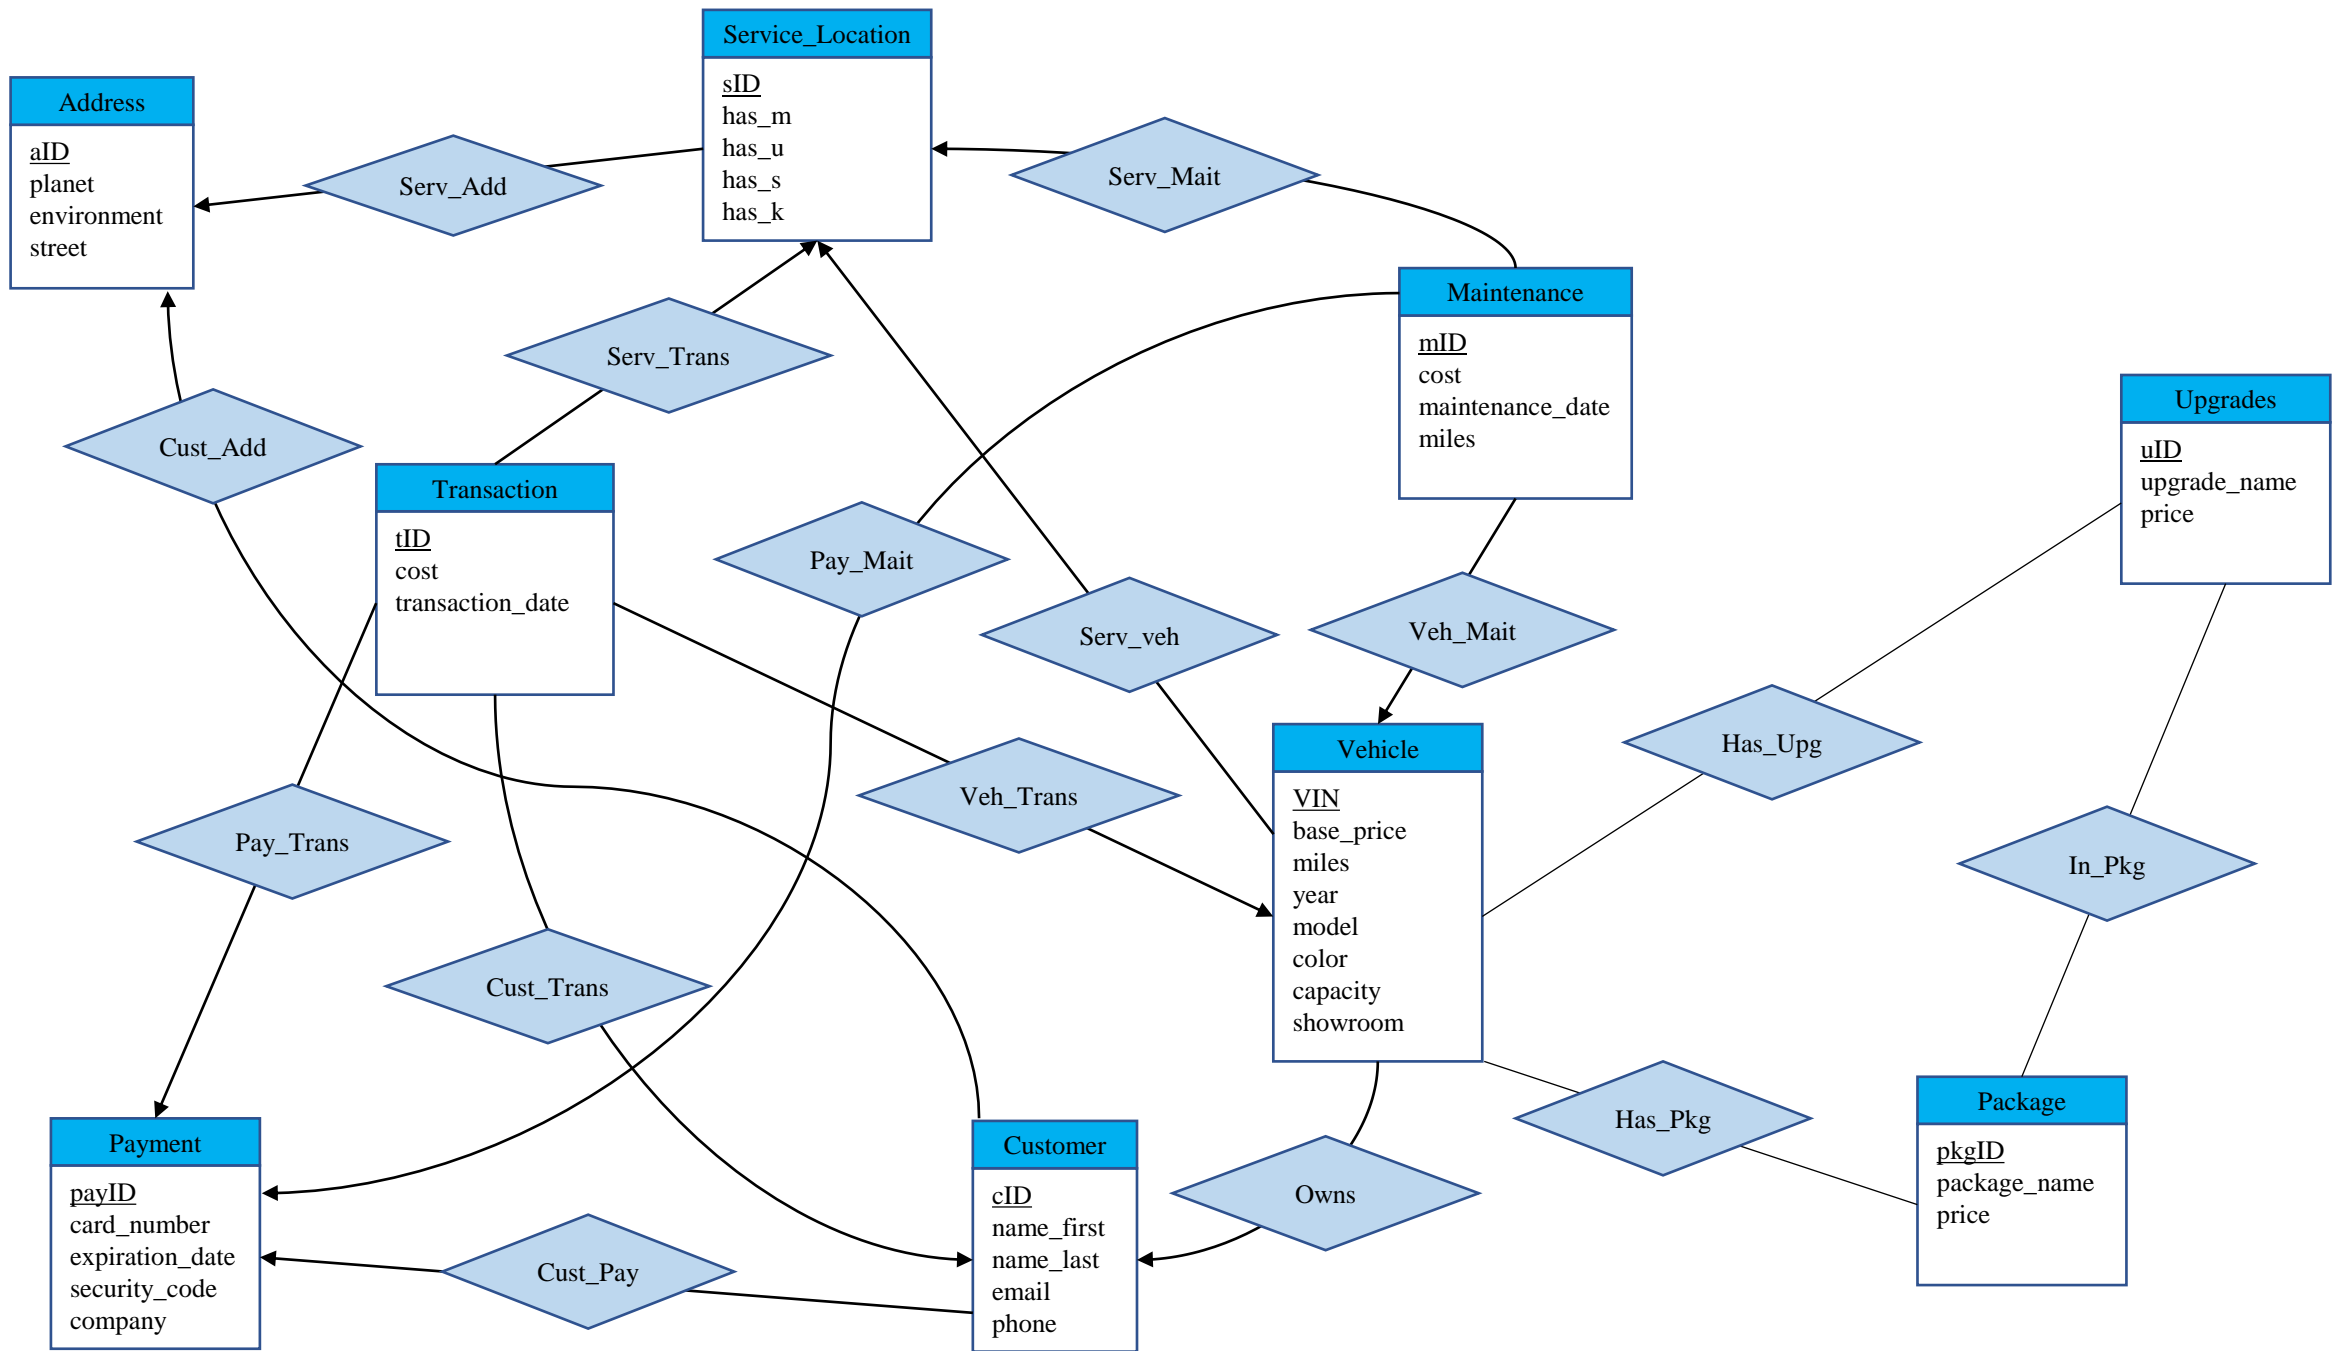 Service_Location
sID
has_m
has_u
has_s
has_k
Address
aID
planet
environment
street
Serv_Add
Serv_Mait
Serv_Trans
Maintenance
mID
cost
maintenance_date
miles
Upgrades
uID
upgrade_name
price
Cust_Add
Transaction
tID
cost
transaction_date
Pay_Mait
Serv_veh
Veh_Mait
Has_Upg
Vehicle
VIN
base_price
miles
year
model
color
capacity
showroom
Veh_Trans
Pay_Trans
In_Pkg
Cust_Trans
Payment
payID
card_number
expiration_date
security_code
company
Cust_Pay
Customer
cID
name_first
name_last
email
phone
Owns
Has_Pkg
Package
pkgID
package_name
price